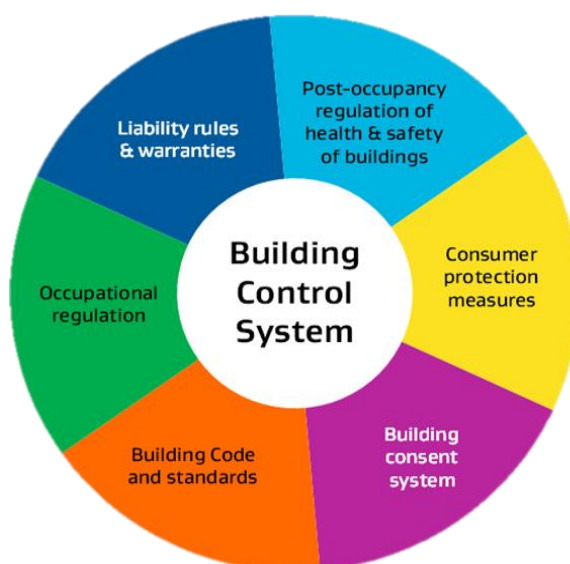 Post-occupancy
regulation of
health & safety
of buildings
Consumer
protection
measures
Building
consent
system
Building Code
and standards
Occupational
regulation
Liability rules
& warranties
Building
Control
System